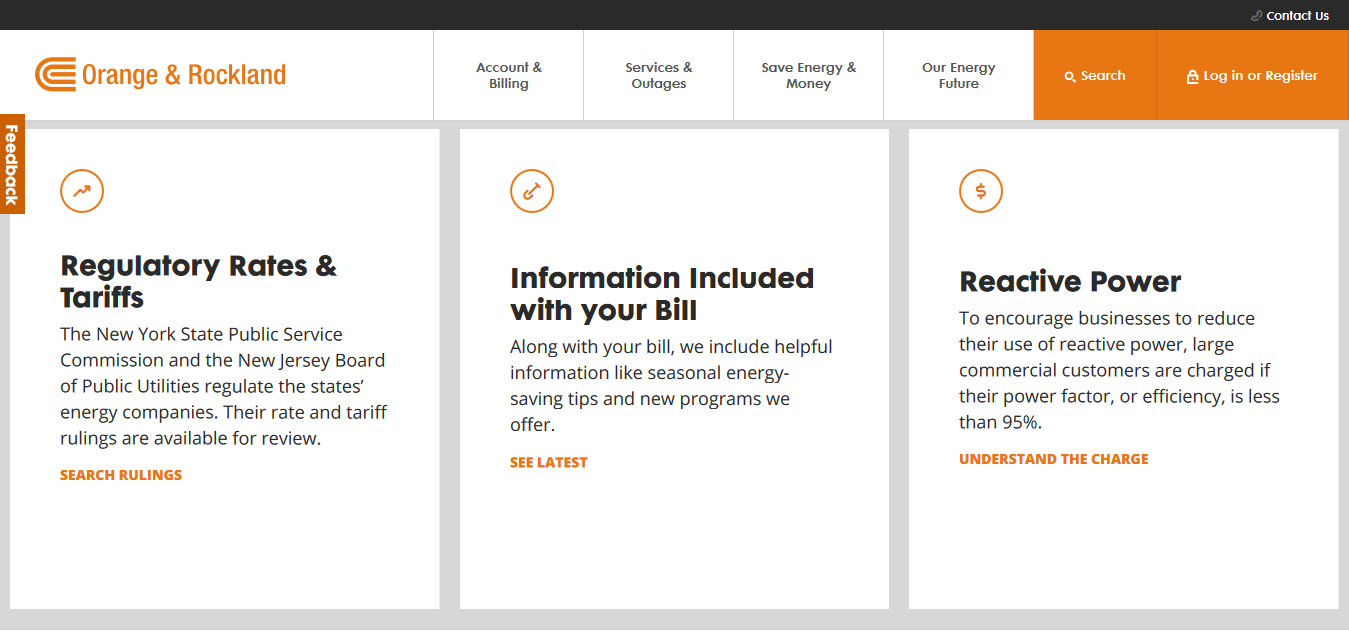 Contact Us
Orange & Rockland
Account &
Billing
Services &
Outages
Save Energy &
Money
Our Energy
Future
Search
Log in or Register
Feedback
Regulatory Rates &
Tariffs
The New York State Public Service
Commission and the New Jersey Board
of Public Utilities regulate the states’
energy companies. Their rate and tariff
rulings are available for review.
SEARCH RULINGS
Information Included
with your Bill
Along with your bill, we include helpful
information like seasonal energy-
saving tips and new programs we
offer.
SEE LATEST
$
Reactive Power
To encourage businesses to reduce
their use of reactive power, large
commercial customers are charged if
their power factor, or efficiency, is less
than 95%.
UNDERSTAND THE CHARGE